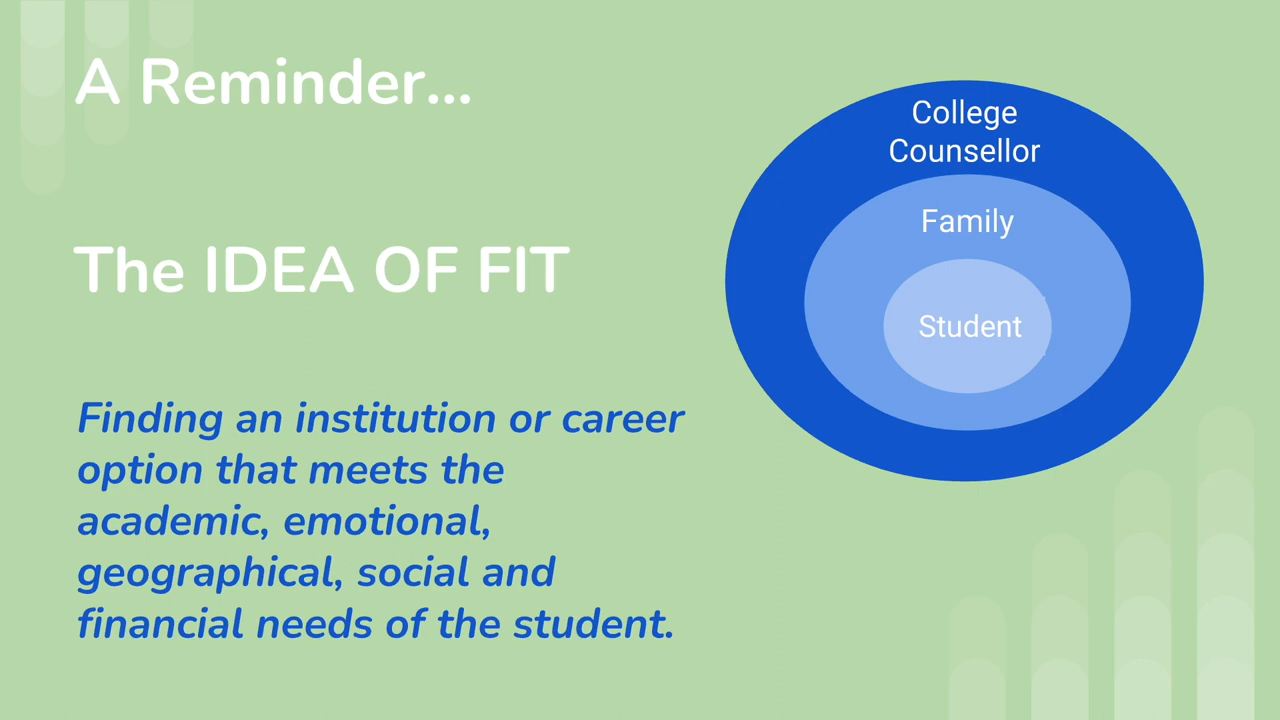 A Reminder...
The IDEA OF FIT
Finding an institution or career
option that meets the
academic, emotional,
geographical, social and
financial needs of the student.
College
Counsellor
Family
Student